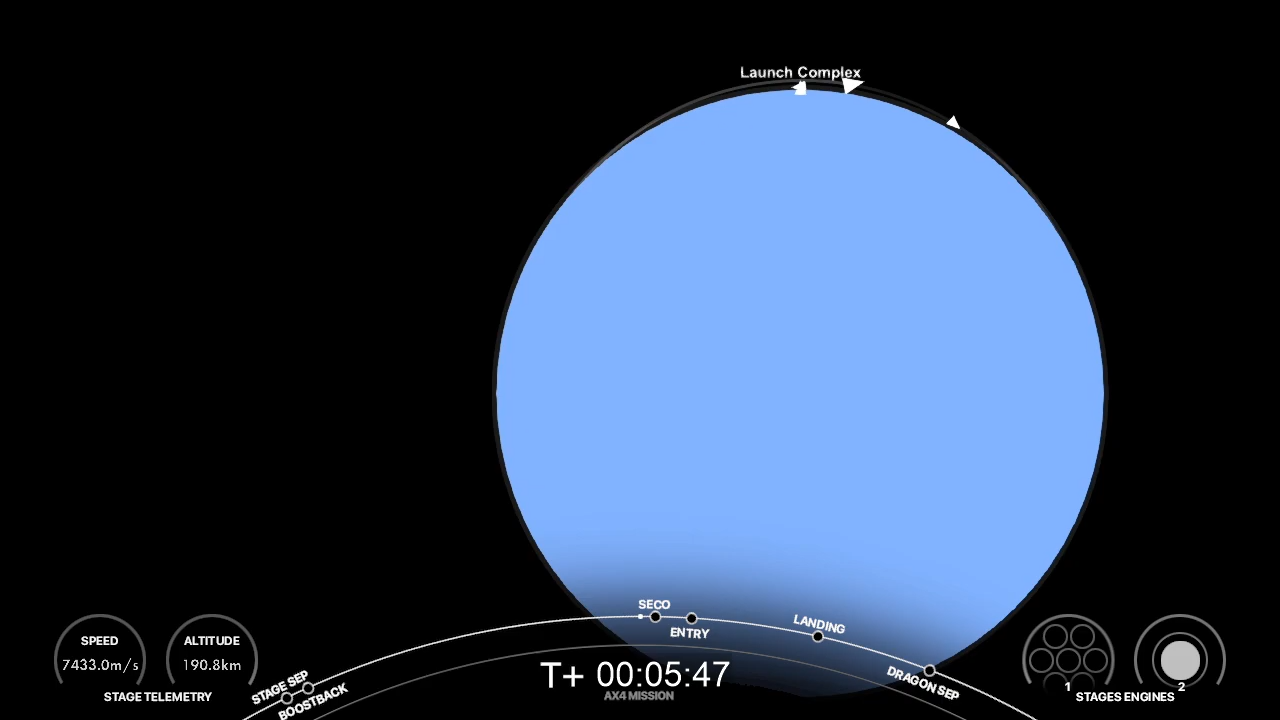 Launch Complex
SECO
ENTRY
LANDING
DRAGON SEP
STAGE SEP
BOOSTBACK
SPEED
7433.0m/s
ALTITUDE
190.8km
STAGE TELEMETRY
T+ 00:05:47
AX4 MISSION
1
2
STAGES ENGINES